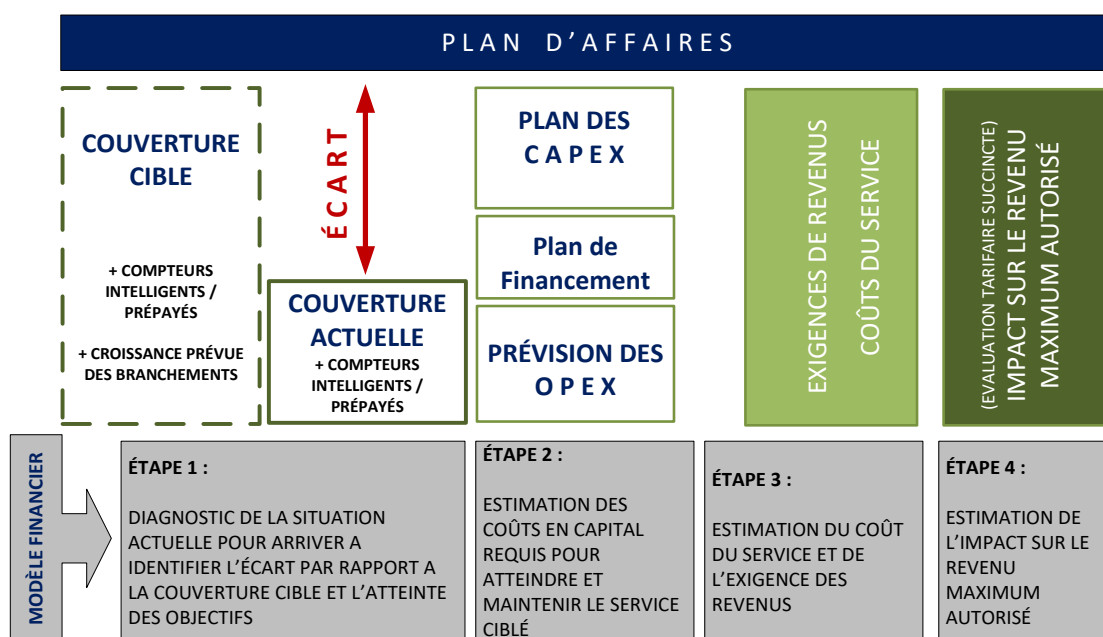 PLAN D’AFFAIRES
COUVERTURE
CIBLE
+ COMPTEURS
INTELLIGENTS /
PRÉPAYÉS
+ CROISSANCE PRÉVUE
DES BRANCHEMENTS
ÉCART
COUVERTURE
ACTUELLE
+ COMPTEURS
INTELLIGENTS /
PRÉPAYÉS
PLAN DES
CAPEX
Plan de
Financement
PRÉVISION DES
OPEX
EXIGENCES DE REVENUS
COÛTS DU SERVICE
(EVALUATION TARIFAIRE SUCCINCTE)
IMPACT SUR LE REVENU
MAXIMUM AUTORISÉ
MODÈLE FINANCIER
ÉTAPE 1 :
DIAGNOSTIC DE LA SITUATION
ACTUELLE POUR ARRIVER A
IDENTIFIER L’ÉCART PAR RAPPORT A
LA COUVERTURE CIBLE ET L’ATTEINTE
DES OBJECTIFS
ÉTAPE 2 :
ESTIMATION DES
COÛTS EN CAPITAL
REQUIS POUR
ATTEINDRE ET
MAINTENIR LE SERVICE
CIBLÉ
ÉTAPE 3 :
ESTIMATION DU COÛT
DU SERVICE ET DE
L’EXIGENCE DES
REVENUS
ÉTAPE 4 :
ESTIMATION DE
L’IMPACT SUR LE
REVENU
MAXIMUM
AUTORISÉ